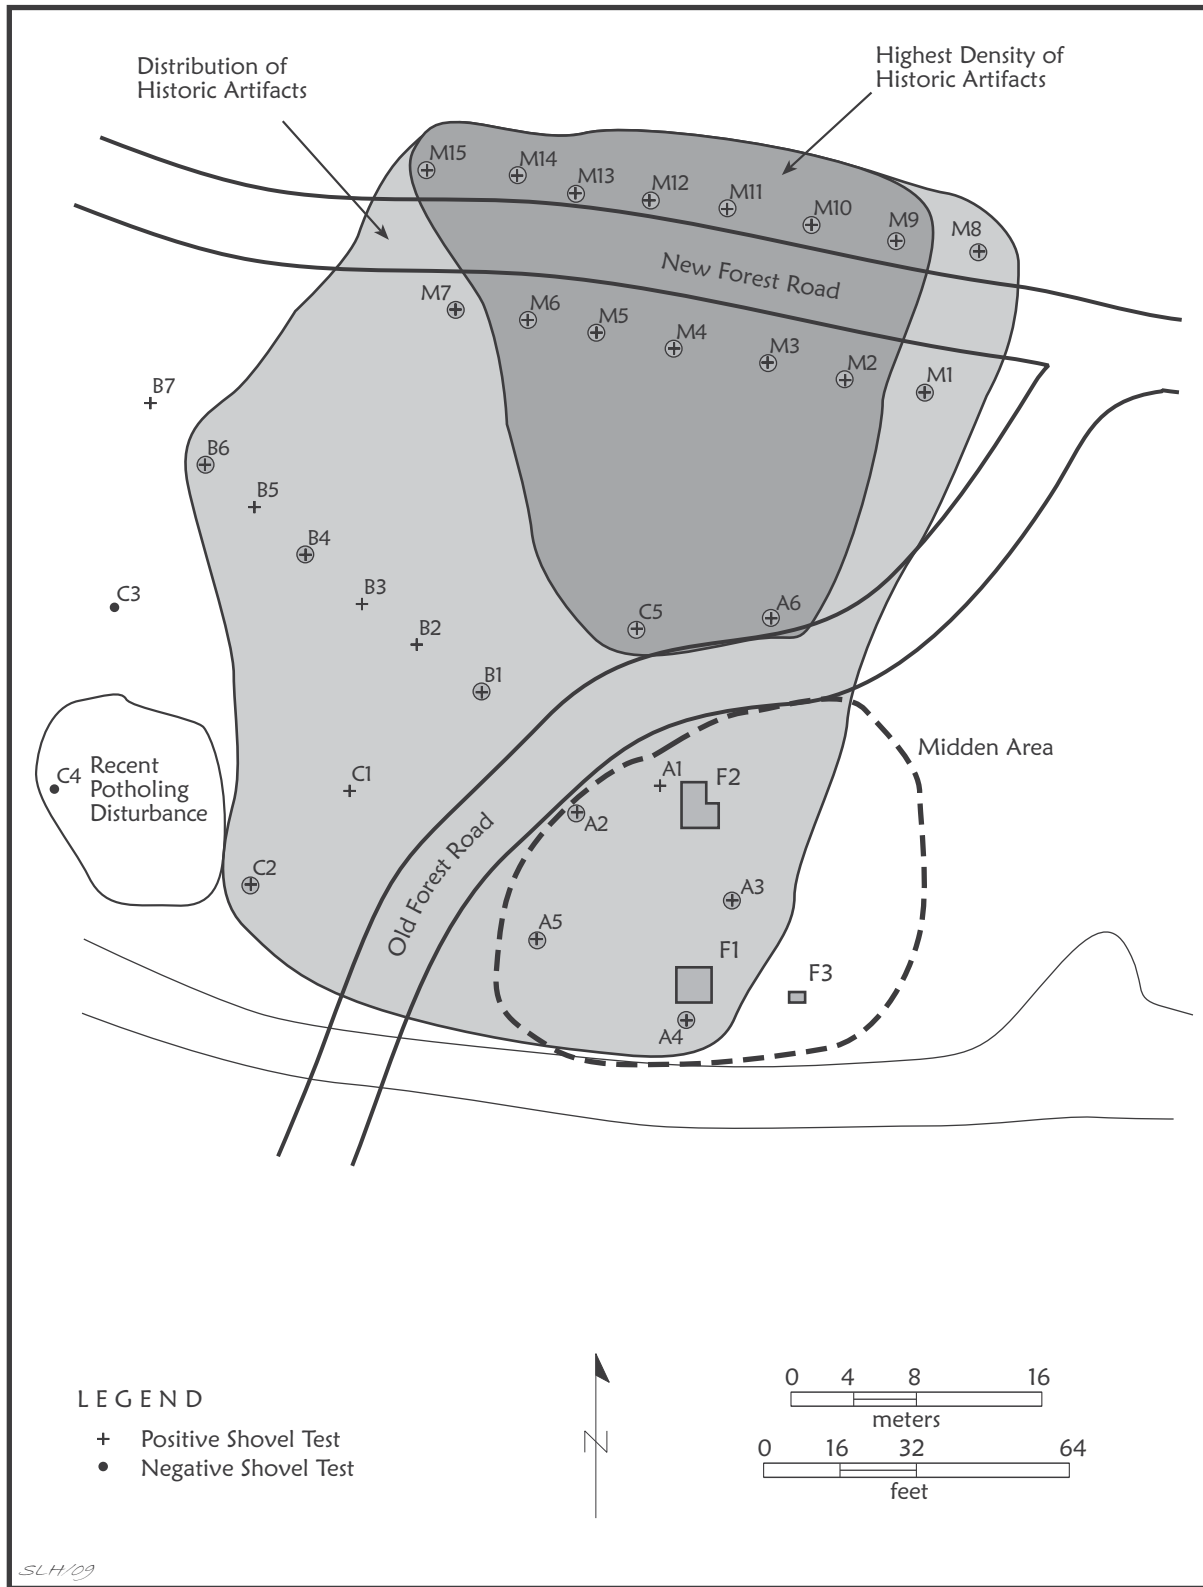 Distribution of
Historic Artifacts
Highest Density of
Historic Artifacts
M15
M14
M13
M12
M11
M10
M9
M8
New Forest Road
M7
M6
M5
M4
M3
M2
M1
B7
B6
B5
B4
B3
B2
B1
C3
C5
A6
C4
Recent
Potholing
Disturbance
C1
C2
Old Forest Road
Midden Area
A1
F2
A2
A3
A5
F1
F3
A4
LEGEND
+ Positive Shovel Test
• Negative Shovel Test
N
0 4 8 16
meters
0 16 32 64
feet
SLH/09